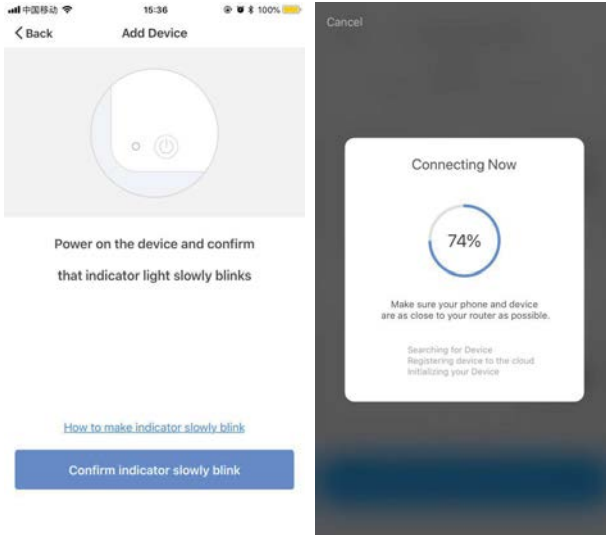 中国移动
15:36
100%
Back
Add Device
Power on the device and confirm
that indicator light slowly blinks
How to make indicator slowly blink
Confirm indicator slowly blink
Cancel
Connecting Now
74%
Make sure your phone and device
are as close to your router as possible.
Searching for Device
Registering device to the cloud
Initializing your Device